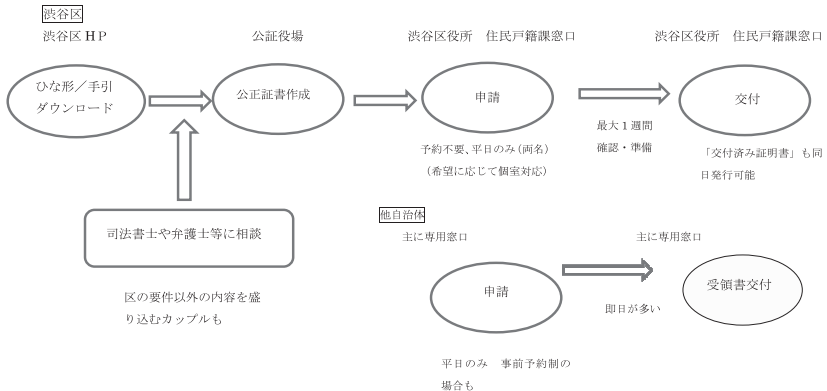 渋谷区
渋谷区HP
公証役場
渋谷区役所　住民戸籍課窓口
渋谷区役所　住民戸籍課窓口
ひな形／手引
ダウンロード
公正証書作成
申請
交付
予約不要、平日のみ（両名）
（希望に応じて個室対応）
最大１週間
確認・準備
「交付済み証明書」も同
日発行可能
司法書士や弁護士等に相談
区の要件以外の内容を盛
り込むカップルも
他自治体
主に専用窓口
主に専用窓口
申請
受領書交付
即日が多い
平日のみ　事前予約制の
場合も